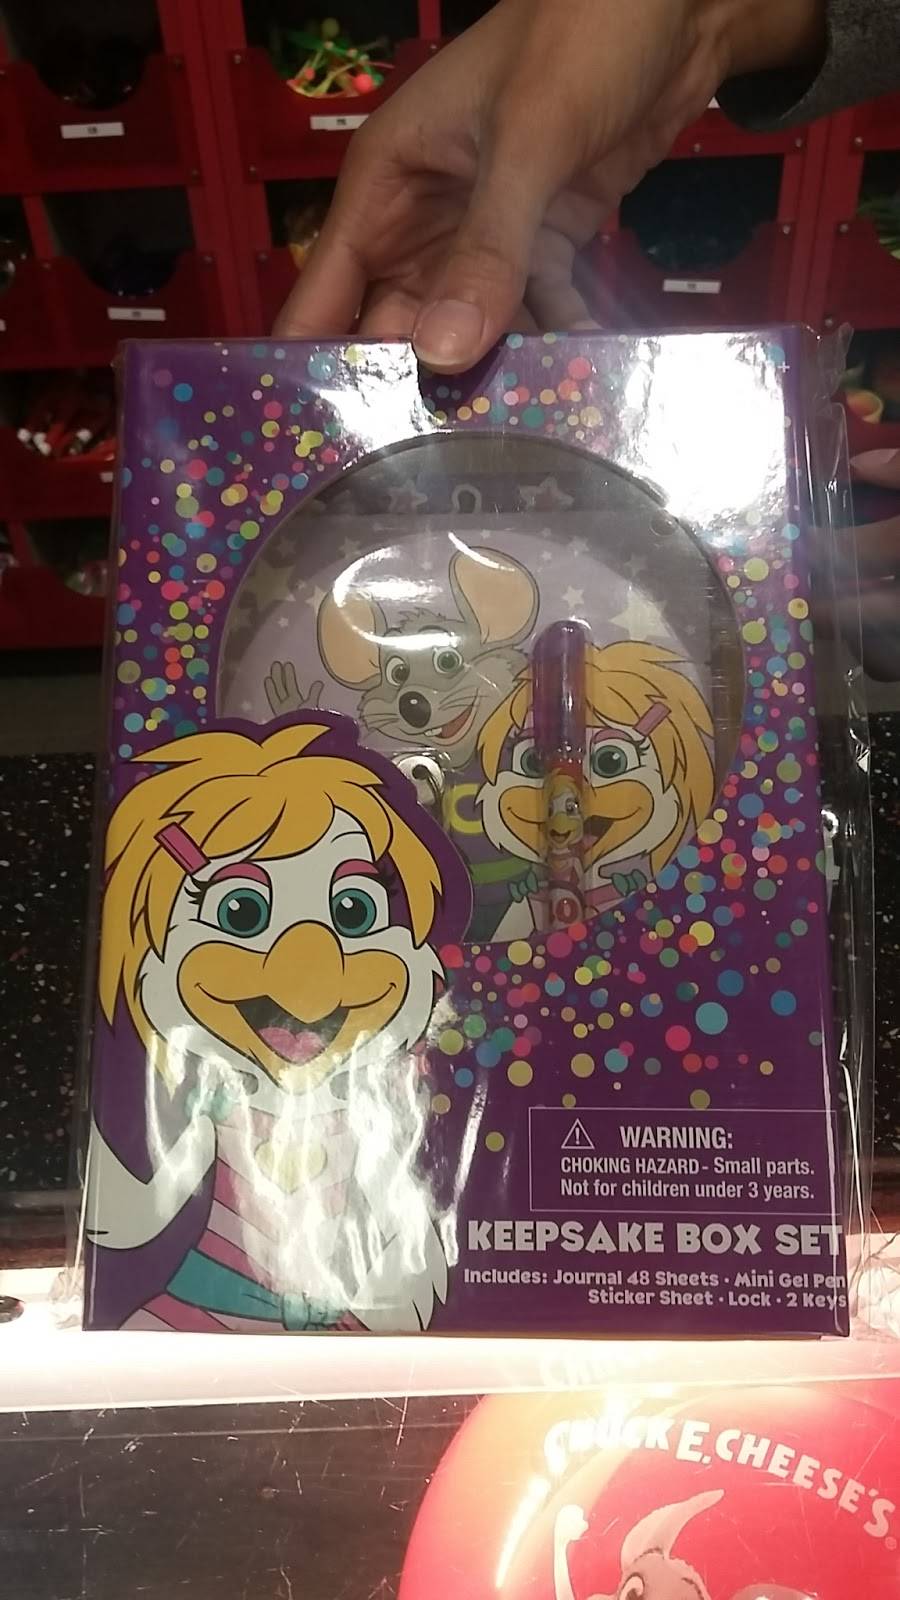 WARNING:
CHOKING HAZARD - Small parts.
Not for children under 3 years.
KEEPSAKE BOX SET
Includes: Journal 48 Sheets • Mini Gel Pen
Sticker Sheet • Lock • 2 Keys
CHUCK E. CHEESE'S